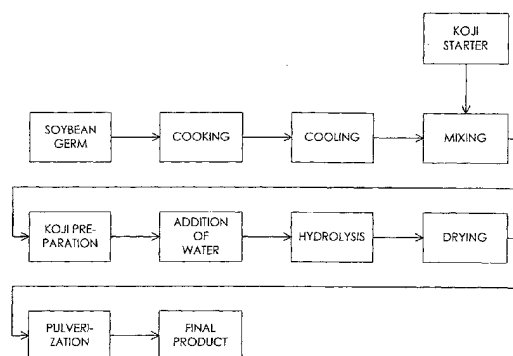 KOJI
STARTER
SOYBEAN
GERM
COOKING
COOLING
MIXING
KOJI PRE-
PARATION
ADDITION
OF
WATER
HYDROLYSIS
DRYING
PULVERI-
ZATION
FINAL
PRODUCT